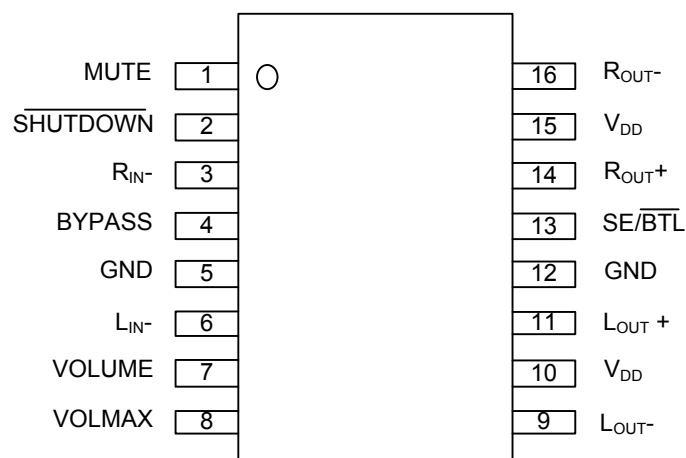 MUTE 1 16 ROUT-
SHUTDOWN 2 15 VDD
RIN- 3 14 ROUT+
BYPASS 4 13 SE/BTL
GND 5 12 GND
LIN- 6 11 LOUT +
VOLUME 7 10 VDD
VOLMAX 8 9 LOUT-